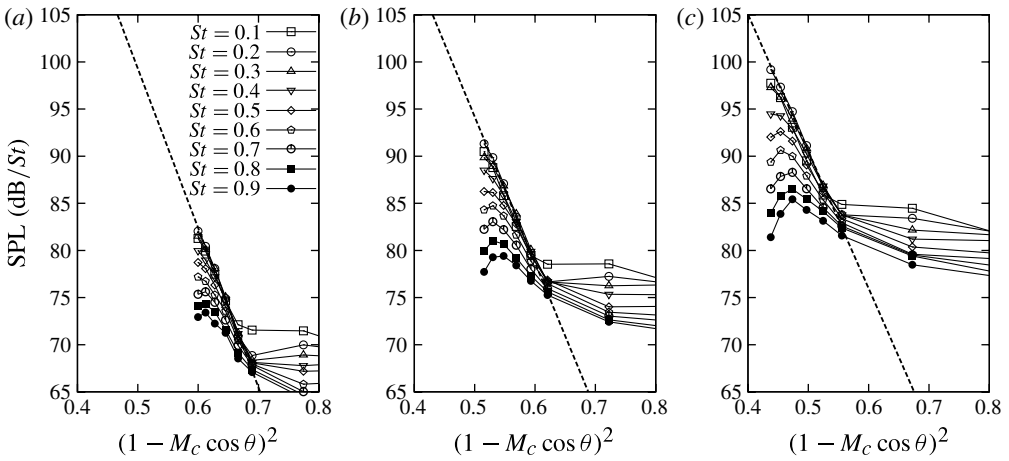 (a)
105
100
95
90
85
80
75
70
65
0.4
0.5
0.6
0.7
0.8
SPL (dB/St)
(1 − M_c cos θ)^2
St = 0.1
St = 0.2
St = 0.3
St = 0.4
St = 0.5
St = 0.6
St = 0.7
St = 0.8
St = 0.9
(b)
105
100
95
90
85
80
75
70
65
0.4
0.5
0.6
0.7
0.8
(1 − M_c cos θ)^2
(c)
105
100
95
90
85
80
75
70
65
0.4
0.5
0.6
0.7
0.8
(1 − M_c cos θ)^2